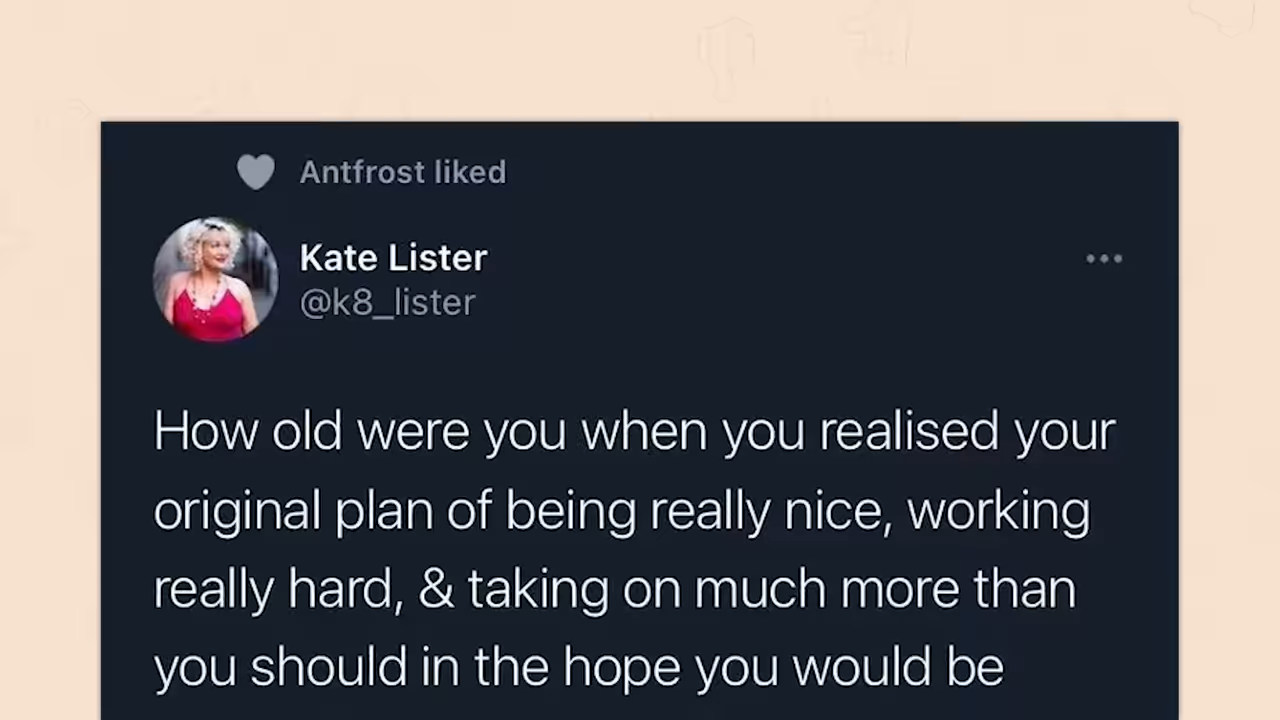 Antfrost liked
Kate Lister
@k8_lister
How old were you when you realised your
original plan of being really nice, working
really hard, & taking on much more than
you should in the hope you would be